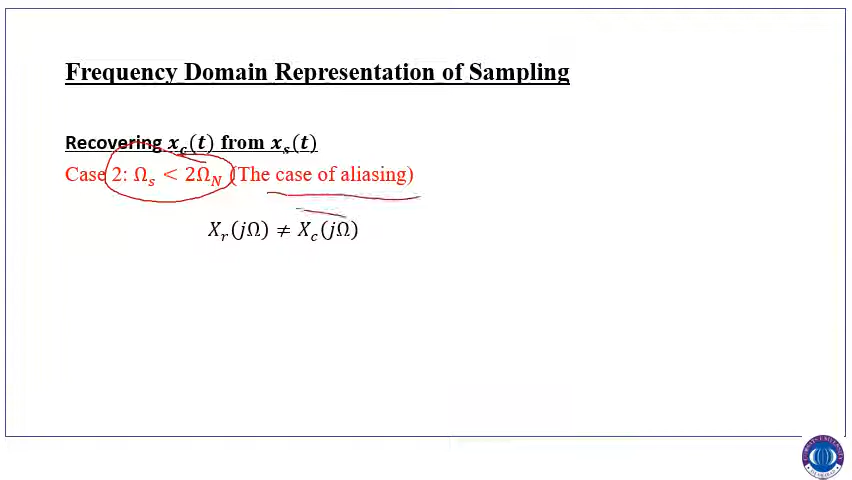 Frequency Domain Representation of Sampling
Recovering x_c(t) from x_s(t)
Case 2: Ω_s < 2Ω_N (The case of aliasing)
X_r(jΩ) ≠ X_c(jΩ)